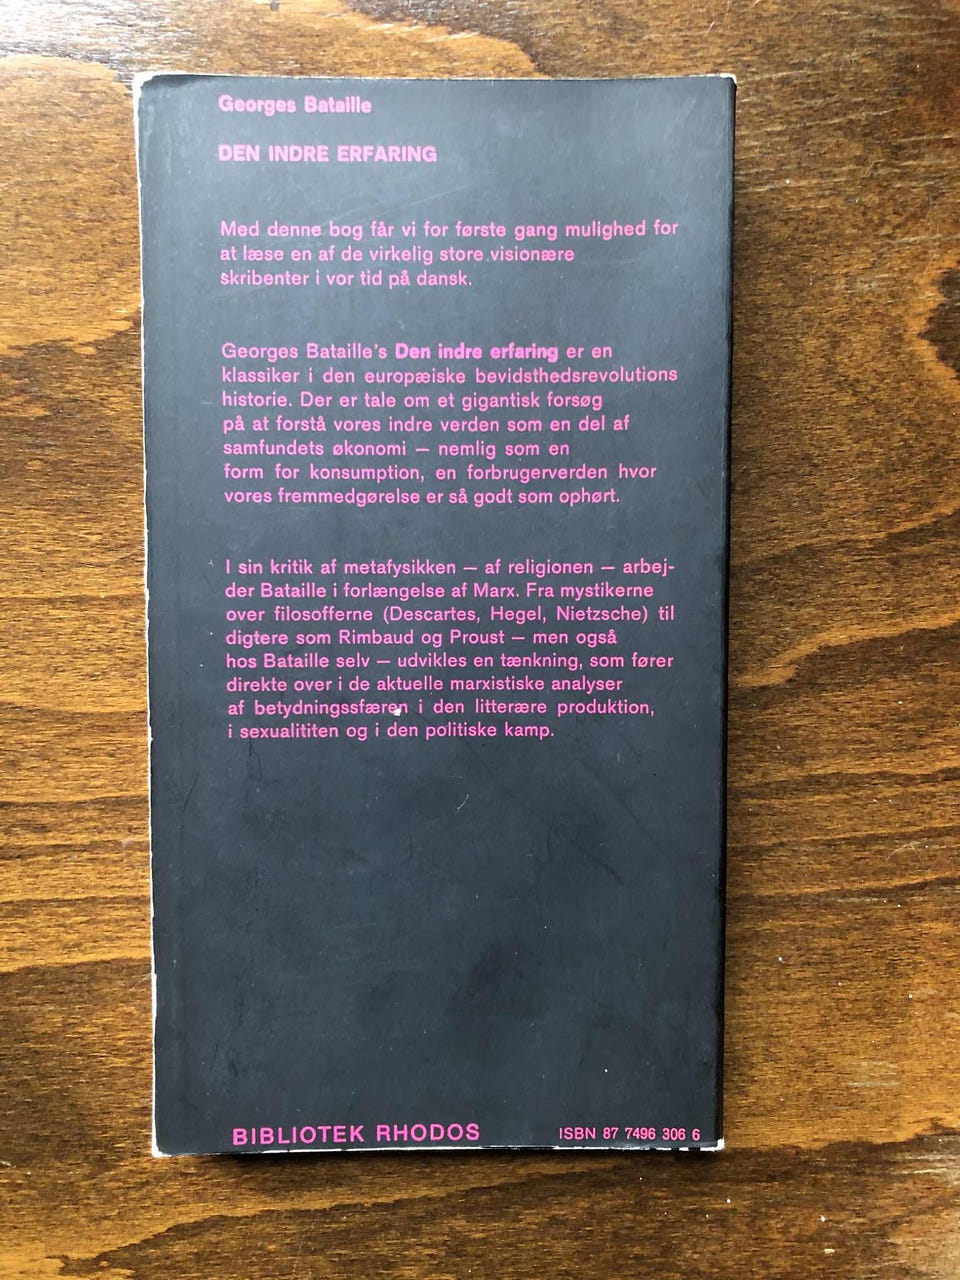 Georges Bataille
DEN INDRE ERFARING
Med denne bog får vi for første gang mulighed for
at læse en af de virkelig store visionære
skribenter i vor tid på dansk.
Georges Bataille's Den indre erfaring er en
klassiker i den europæiske bevidsthedsrevolutions
historie. Der er tale om et gigantisk forsøg
på at forstå vores indre verden som en del af
samfundets økonomi — nemlig som en
form for konsumption, en forbrugerverden hvor
vores fremmedgørelse er så godt som ophørt.
I sin kritik af metafysikken — af religionen — arbej-
der Bataille i forlængelse af Marx. Fra mystikerne
over filosofferne (Descartes, Hegel, Nietzsche) til
digtere som Rimbaud og Proust — men også
hos Bataille selv — udvikles en tænkning, som fører
direkte over i de aktuelle marxistiske analyser
af betydningssfæren i den litterære produktion,
i sexualititen og i den politiske kamp.
BIBLIOTEK RHODOS
ISBN 87 7496 306 6